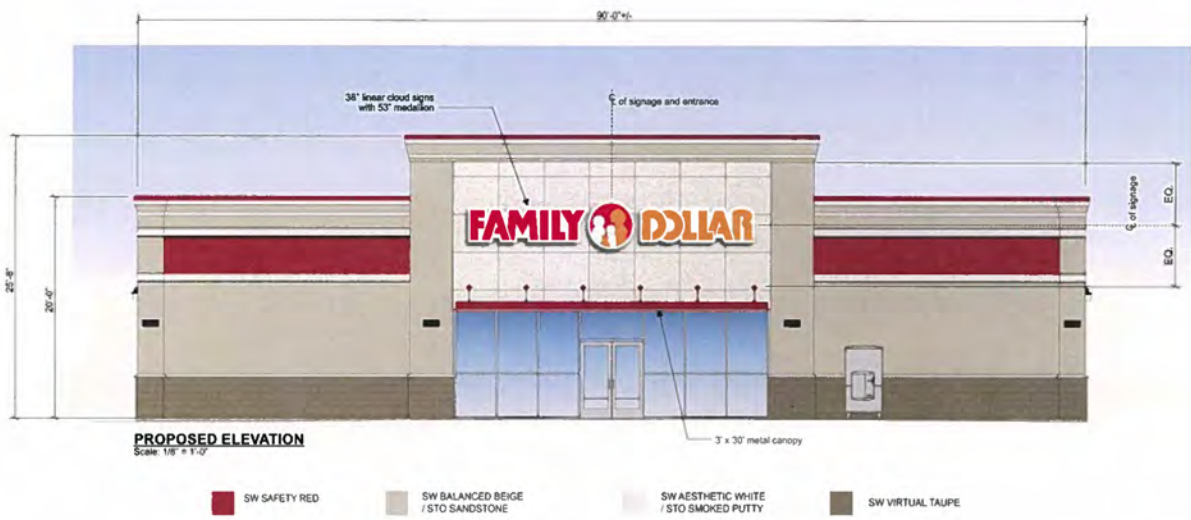 90'-0"+/-
38" linear cloud signs
with 53" medallion
℄ of signage and entrance
FAMILY DOLLAR
℄ of signage
EQ.
EQ.
25'-8"
20'-0"
PROPOSED ELEVATION
Scale: 1/8" = 1'-0"
3' x 30' metal canopy
SW SAFETY RED
SW BALANCED BEIGE
/ STO SANDSTONE
SW AESTHETIC WHITE
/ STO SMOKED PUTTY
SW VIRTUAL TAUPE